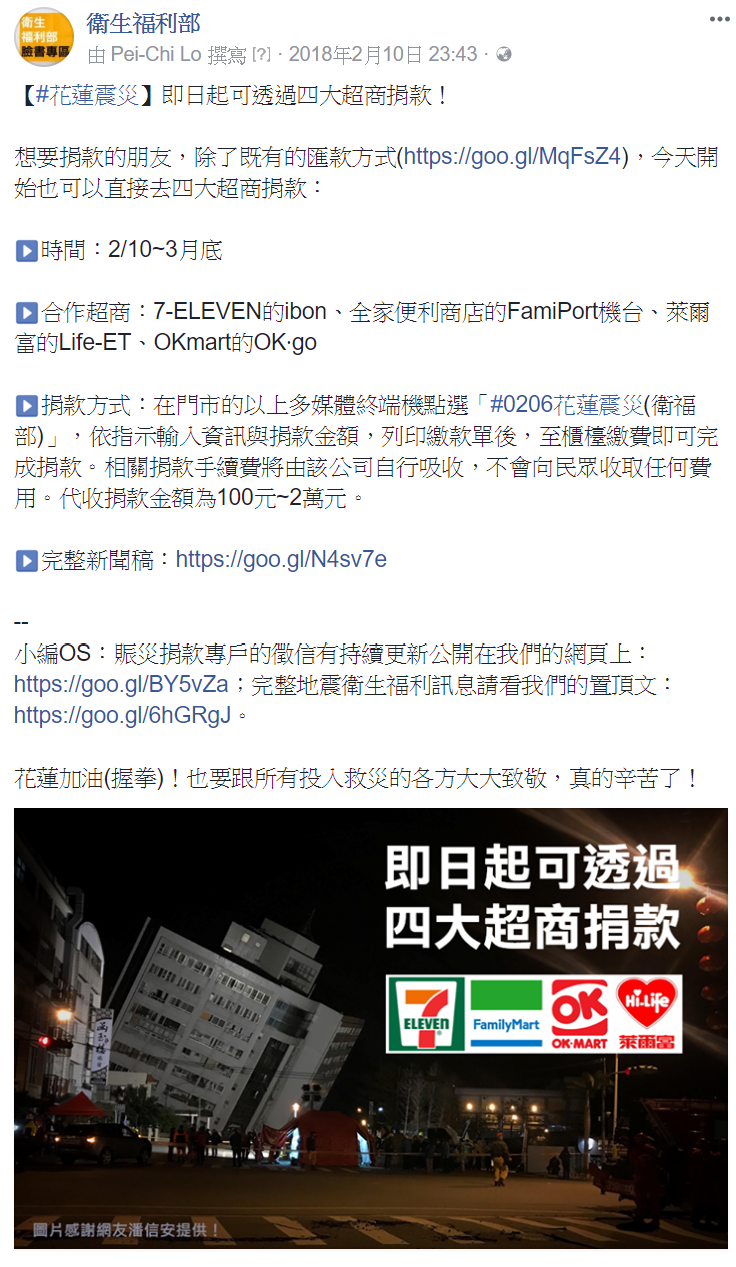 衛生
福利部
臉書專區
衛生福利部
由 Pei-Chi Lo 撰寫 [?] · 2018年2月10日 23:43 ·
【#花蓮震災】即日起可透過四大超商捐款！
想要捐款的朋友，除了既有的匯款方式(https://goo.gl/MqFsZ4)，今天開
始也可以直接去四大超商捐款：
▶時間：2/10~3月底
▶合作超商：7-ELEVEN的ibon、全家便利商店的FamiPort機台、萊爾
富的Life-ET、OKmart的OK·go
▶捐款方式：在門市的以上多媒體終端機點選「#0206花蓮震災(衛福
部)」，依指示輸入資訊與捐款金額，列印繳款單後，至櫃檯繳費即可完
成捐款。相關捐款手續費將由該公司自行吸收，不會向民眾收取任何費
用。代收捐款金額為100元~2萬元。
▶完整新聞稿：https://goo.gl/N4sv7e
--
小編OS：賑災捐款專戶的徵信有持續更新公開在我們的網頁上：
https://goo.gl/BY5vZa；完整地震衛生福利訊息請看我們的置頂文：
https://goo.gl/6hGRgJ。
花蓮加油(握拳)！也要跟所有投入救災的各方大大致敬，真的辛苦了！
即日起可透過
四大超商捐款
7 ELEVEN FamilyMart OK OK·MART Hi-Life 萊爾富
圖片感謝網友潘信安提供！